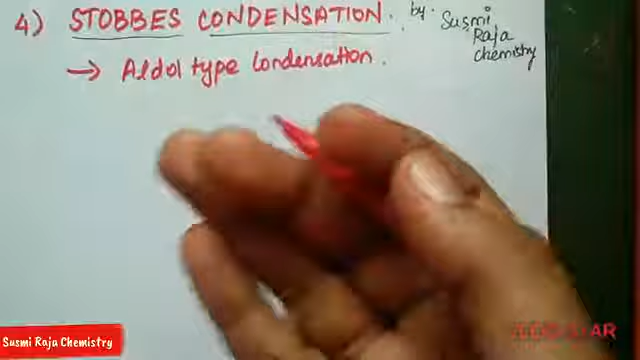 4) STOBBES CONDENSATION. by. Susmi
Raja
Chemistry
→ Aldol type Condensation.
Susmi Raja Chemistry